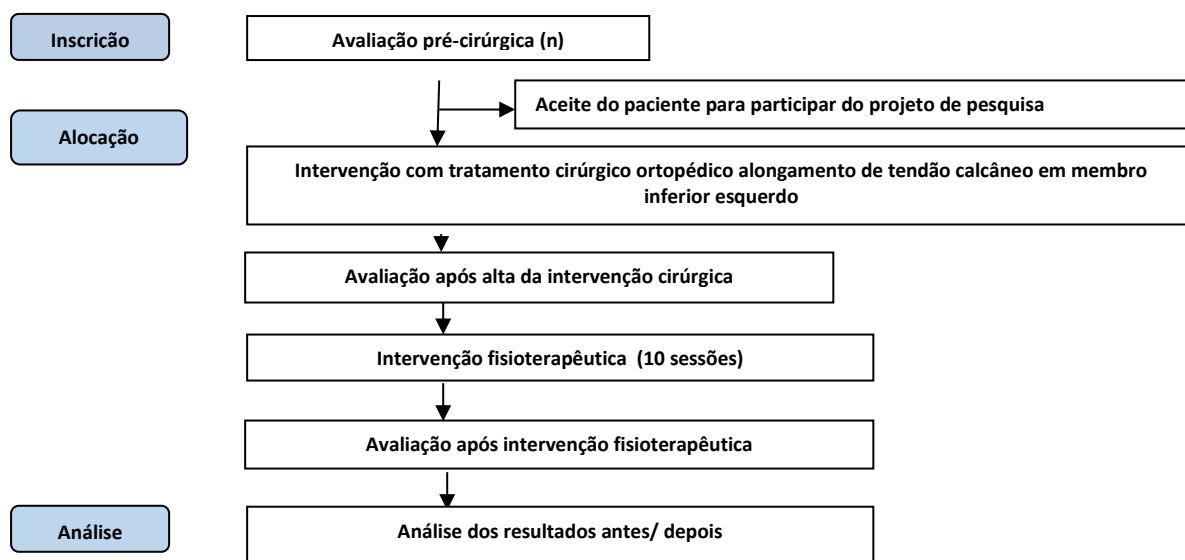 Inscrição
Avaliação pré-cirúrgica (n)
Aceite do paciente para participar do projeto de pesquisa
Alocação
Intervenção com tratamento cirúrgico ortopédico alongamento de tendão calcâneo em membro
inferior esquerdo
Avaliação após alta da intervenção cirúrgica
Intervenção fisioterapêutica (10 sessões)
Avaliação após intervenção fisioterapêutica
Análise
Análise dos resultados antes/ depois